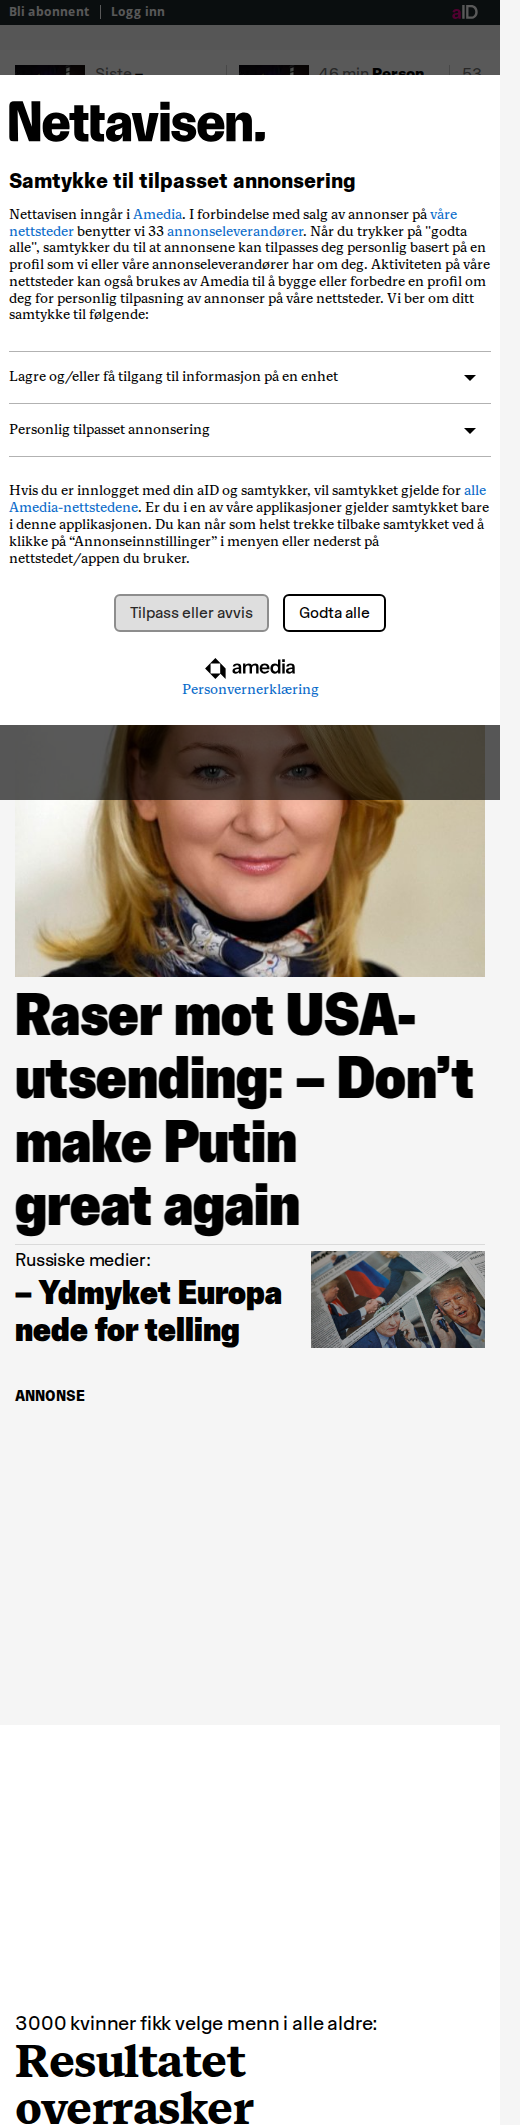 Bli abonnent
Logg inn
aID
Siste –
46 min Person
53
Nettavisen.
Samtykke til tilpasset annonsering
Nettavisen inngår i Amedia. I forbindelse med salg av annonser på våre
nettsteder benytter vi 33 annonseleverandører. Når du trykker på "godta
alle", samtykker du til at annonsene kan tilpasses deg personlig basert på en
profil som vi eller våre annonseleverandører har om deg. Aktiviteten på våre
nettsteder kan også brukes av Amedia til å bygge eller forbedre en profil om
deg for personlig tilpasning av annonser på våre nettsteder. Vi ber om ditt
samtykke til følgende:
Lagre og/eller få tilgang til informasjon på en enhet
Personlig tilpasset annonsering
Hvis du er innlogget med din aID og samtykker, vil samtykket gjelde for alle
Amedia-nettstedene. Er du i en av våre applikasjoner gjelder samtykket bare
i denne applikasjonen. Du kan når som helst trekke tilbake samtykket ved å
klikke på “Annonseinnstillinger” i menyen eller nederst på
nettstedet/appen du bruker.
Tilpass eller avvis
Godta alle
amedia
Personvernerklæring
Raser mot USA-
utsending: – Don’t
make Putin
great again
Russiske medier:
– Ydmyket Europa
nede for telling
ANNONSE
3000 kvinner fikk velge menn i alle aldre:
Resultatet
overrasker